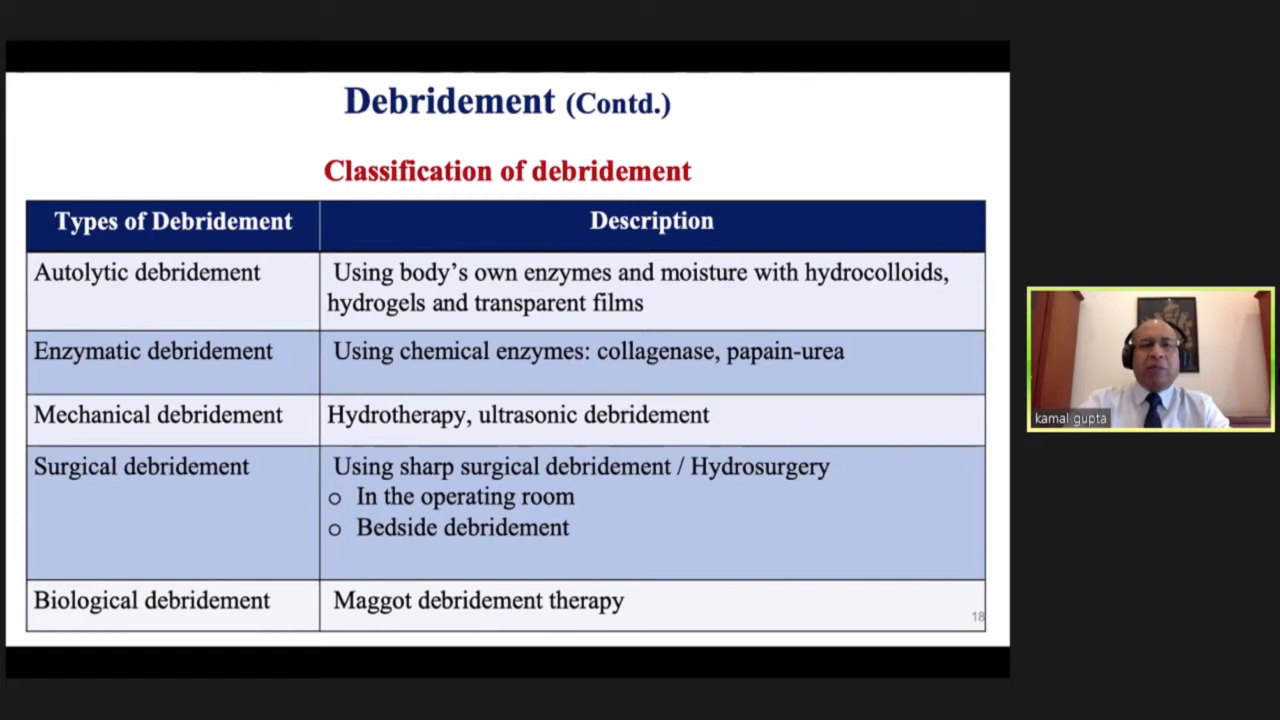 Debridement (Contd.)
Classification of debridement
Types of Debridement
Description
Autolytic debridement
Using body’s own enzymes and moisture with hydrocolloids,
hydrogels and transparent films
Enzymatic debridement
Using chemical enzymes: collagenase, papain-urea
Mechanical debridement
Hydrotherapy, ultrasonic debridement
Surgical debridement
Using sharp surgical debridement / Hydrosurgery
o In the operating room
o Bedside debridement
Biological debridement
Maggot debridement therapy
18
kamal gupta